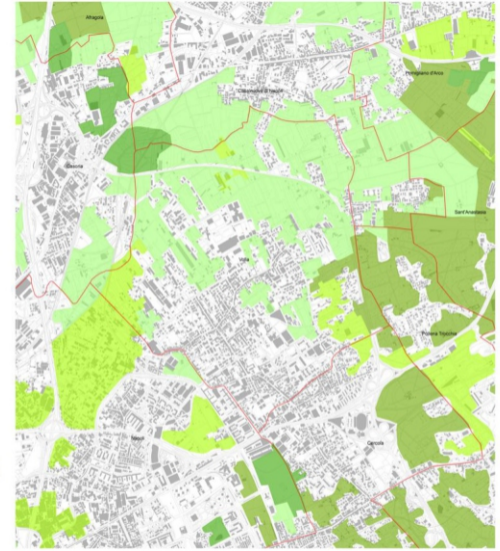 Afragola
Casalnuovo di Napoli
Pomigliano d'Arco
Casoria
Sant'Anastasia
Volla
Pollena Trocchia
Napoli
Cercola